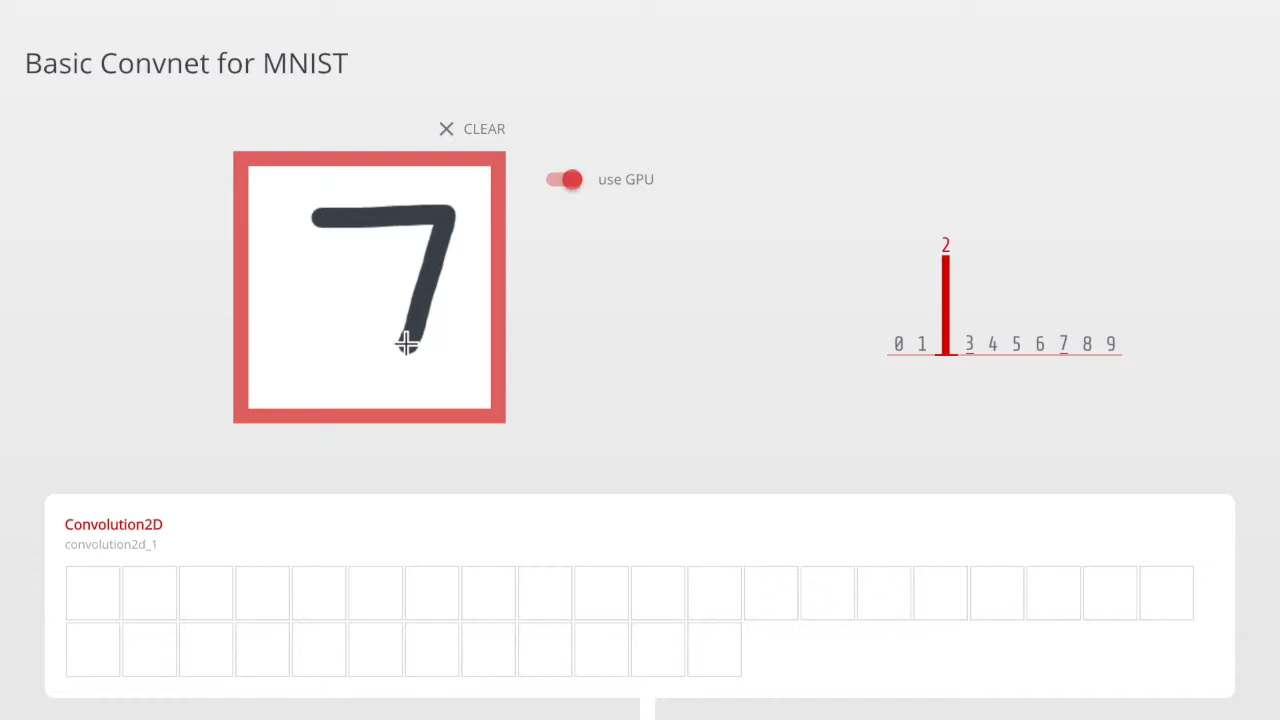 Basic Convnet for MNIST
CLEAR
7
use GPU
2
0 1 3 4 5 6 7 8 9
Convolution2D
convolution2d_1